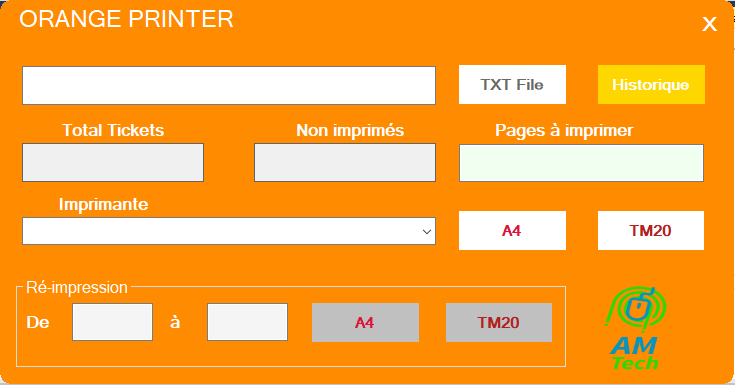 ORANGE PRINTER
x
TXT File
Historique
Total Tickets
Non imprimés
Pages à imprimer
Imprimante
A4
TM20
Ré-impression
De
à
A4
TM20
AM
Tech